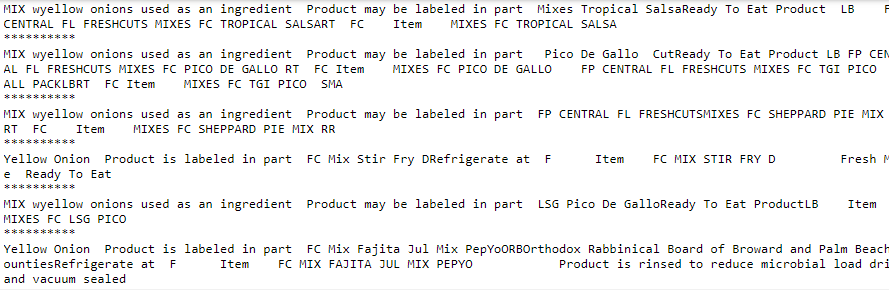 MIX wyellow onions used as an ingredient  Product may be labeled in part  Mixes Tropical SalsaReady To Eat Product  LB    F
CENTRAL FL FRESHCUTS MIXES FC TROPICAL SALSART  FC    Item    MIXES FC TROPICAL SALSA
**********
MIX wyellow onions used as an ingredient  Product may be labeled in part   Pico De Gallo  CutReady To Eat Product LB FP CEN
AL FL FRESHCUTS MIXES FC PICO DE GALLO RT  FC Item    MIXES FC PICO DE GALLO    FP CENTRAL FL FRESHCUTS MIXES FC TGI PICO
ALL PACKLBRT  FC Item    MIXES FC TGI PICO  SMA
**********
MIX wyellow onions used as an ingredient  Product may be labeled in part  FP CENTRAL FL FRESHCUTSMIXES FC SHEPPARD PIE MIX
RT  FC    Item    MIXES FC SHEPPARD PIE MIX RR
**********
Yellow Onion  Product is labeled in part  FC Mix Stir Fry DRefrigerate at  F      Item    FC MIX STIR FRY D         Fresh M
e  Ready To Eat
**********
MIX wyellow onions used as an ingredient  Product may be labeled in part  LSG Pico De GalloReady To Eat ProductLB    Item
MIXES FC LSG PICO
**********
Yellow Onion  Product is labeled in part  FC Mix Fajita Jul Mix PepYoORBOrthodox Rabbinical Board of Broward and Palm Beach
ountiesRefrigerate at  F      Item    FC MIX FAJITA JUL MIX PEPYO            Product is rinsed to reduce microbial load dri
and vacuum sealed